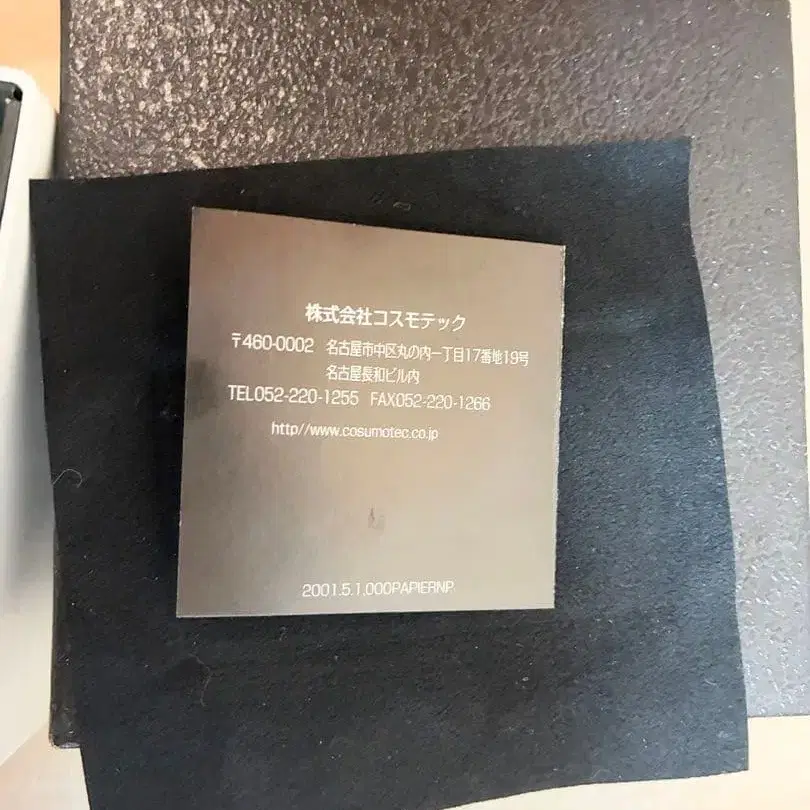 株式会社コスモテック
〒460-0002 名古屋市中区丸の内一丁目17番地19号
名古屋長和ビル内
TEL052-220-1255 FAX052-220-1266
http//www.cosumotec.co.jp
2001.5.1,000PAPIERNP.